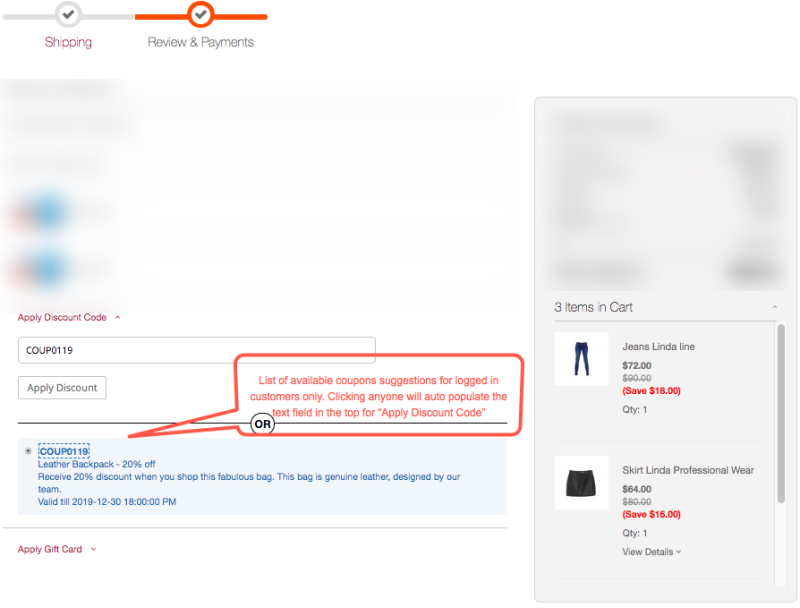 Shipping
Review & Payments
Apply Discount Code
COUP0119
Apply Discount
List of available coupons suggestions for logged in
customers only. Clicking anyone will auto populate the
text field in the top for "Apply Discount Code"
OR
COUP0119
Leather Backpack - 20% off
Receive 20% discount when you shop this fabulous bag. This bag is genuine leather, designed by our
team.
Valid till 2019-12-30 18:00:00 PM
Apply Gift Card
3 Items in Cart
Jeans Linda line
$72.00
$90.00
(Save $18.00)
Qty: 1
Skirt Linda Professional Wear
$64.00
$80.00
(Save $16.00)
Qty: 1
View Details